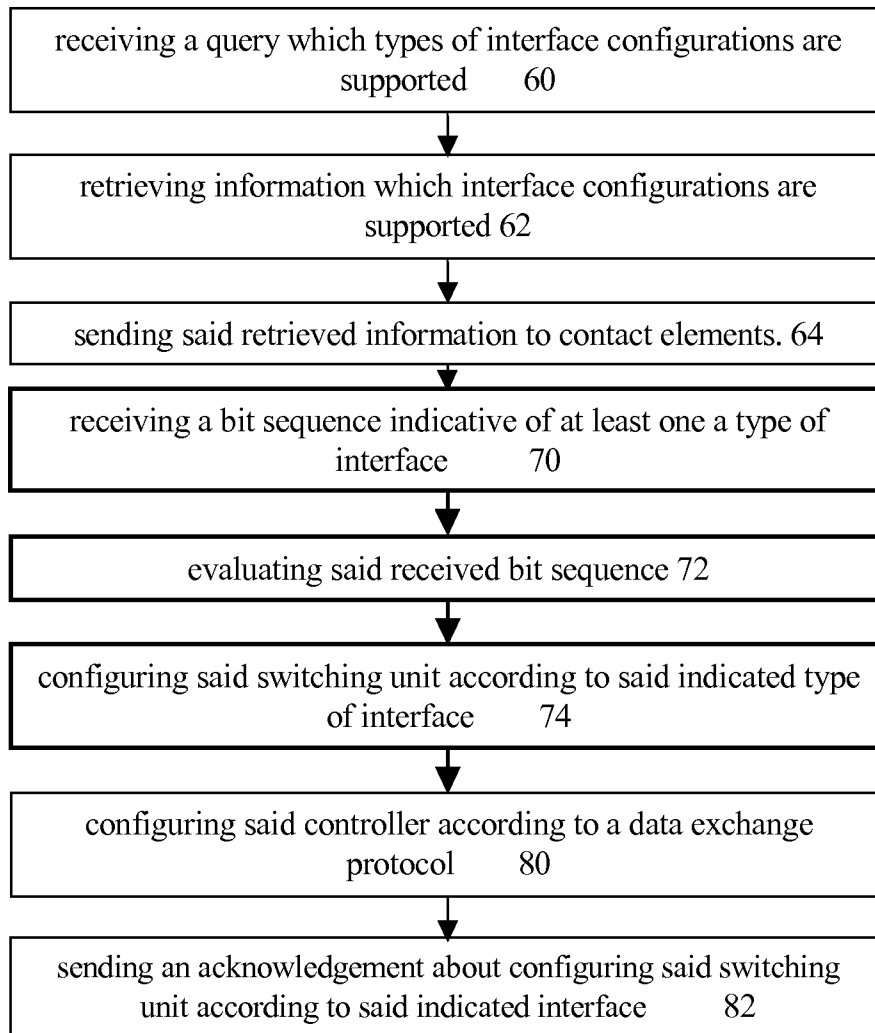 receiving a query which types of interface configurations are
supported 60
retrieving information which interface configurations are
supported 62
sending said retrieved information to contact elements. 64
receiving a bit sequence indicative of at least one a type of
interface 70
evaluating said received bit sequence 72
configuring said switching unit according to said indicated type
of interface 74
configuring said controller according to a data exchange
protocol 80
sending an acknowledgement about configuring said switching
unit according to said indicated interface 82